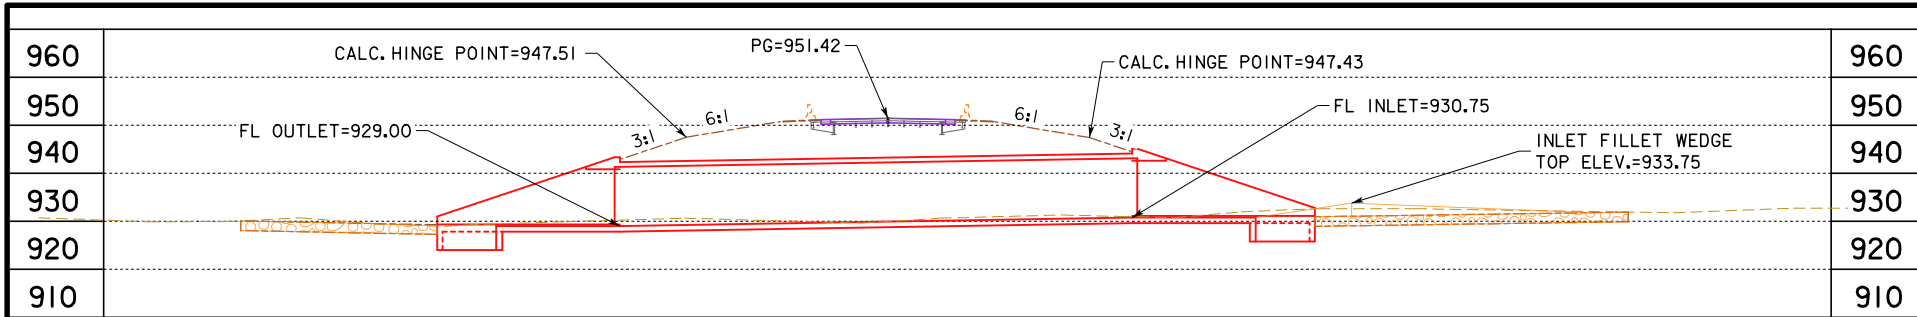 960 960
CALC. HINGE POINT=947.51
PG=951.42
CALC. HINGE POINT=947.43
950 950
FL OUTLET=929.00
3:1
6:1
6:1
3:1
FL INLET=930.75
940 940
INLET FILLET WEDGE
TOP ELEV.=933.75
930 930
920 920
910 910